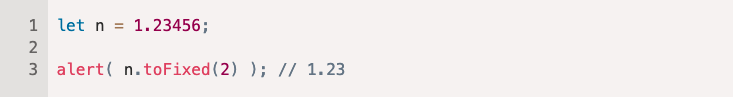 1 let n = 1.23456;
2
3 alert( n.toFixed(2) ); // 1.23